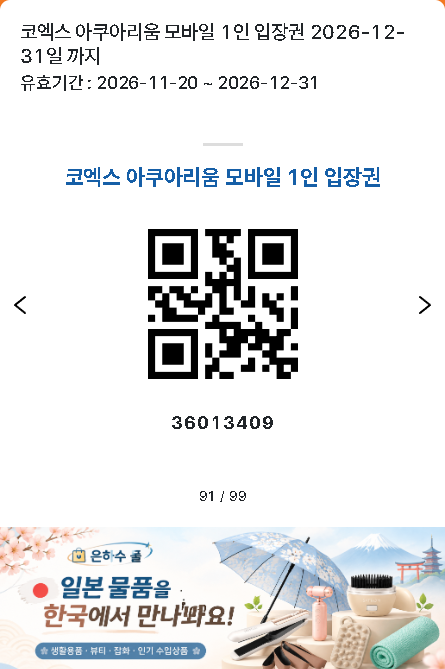 코엑스 아쿠아리움 모바일 1인 입장권 2026-12-
31일 까지
유효기간 : 2026-11-20 ~ 2026-12-31
코엑스 아쿠아리움 모바일 1인 입장권
36013409
91 / 99
은하수 몰
일본 물품을
한국에서 만나봐요!
생활용품 · 뷰티 · 잡화 · 인기 수입상품